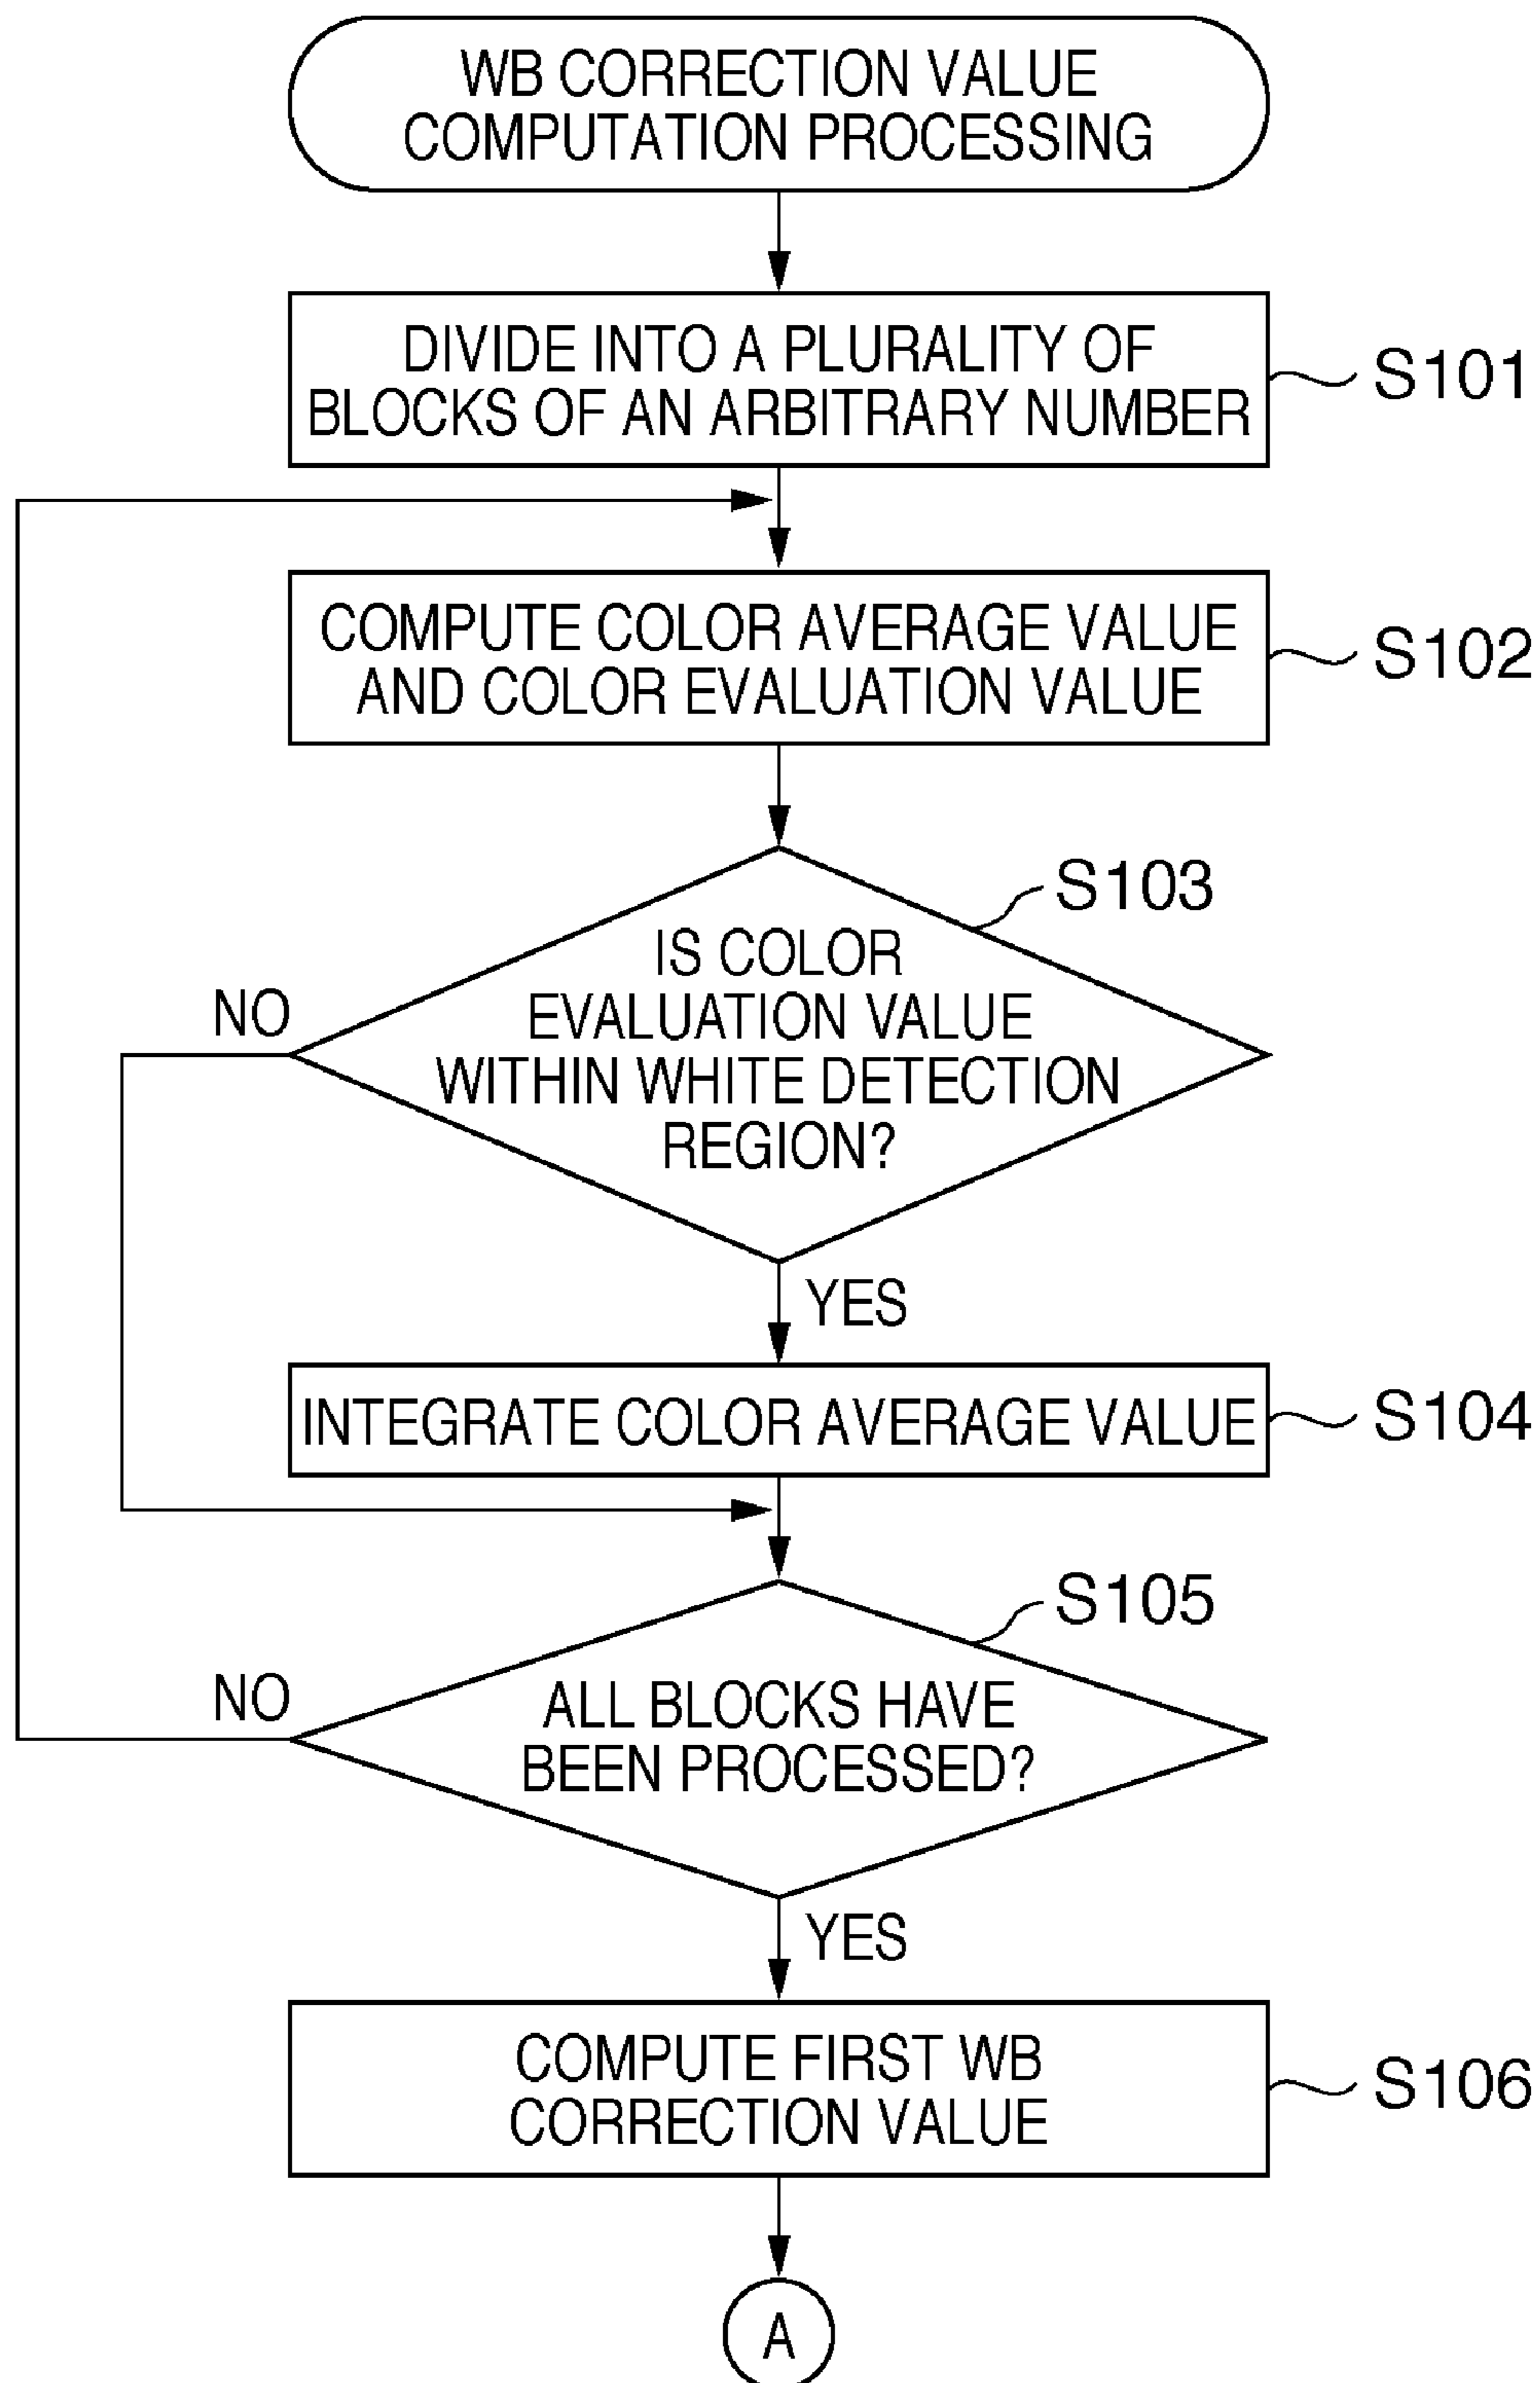 WB CORRECTION VALUE
COMPUTATION PROCESSING
DIVIDE INTO A PLURALITY OF
BLOCKS OF AN ARBITRARY NUMBER
S101
COMPUTE COLOR AVERAGE VALUE
AND COLOR EVALUATION VALUE
S102
S103
IS COLOR
EVALUATION VALUE
WITHIN WHITE DETECTION
REGION?
NO
YES
INTEGRATE COLOR AVERAGE VALUE
S104
S105
ALL BLOCKS HAVE
BEEN PROCESSED?
NO
YES
COMPUTE FIRST WB
CORRECTION VALUE
S106
A